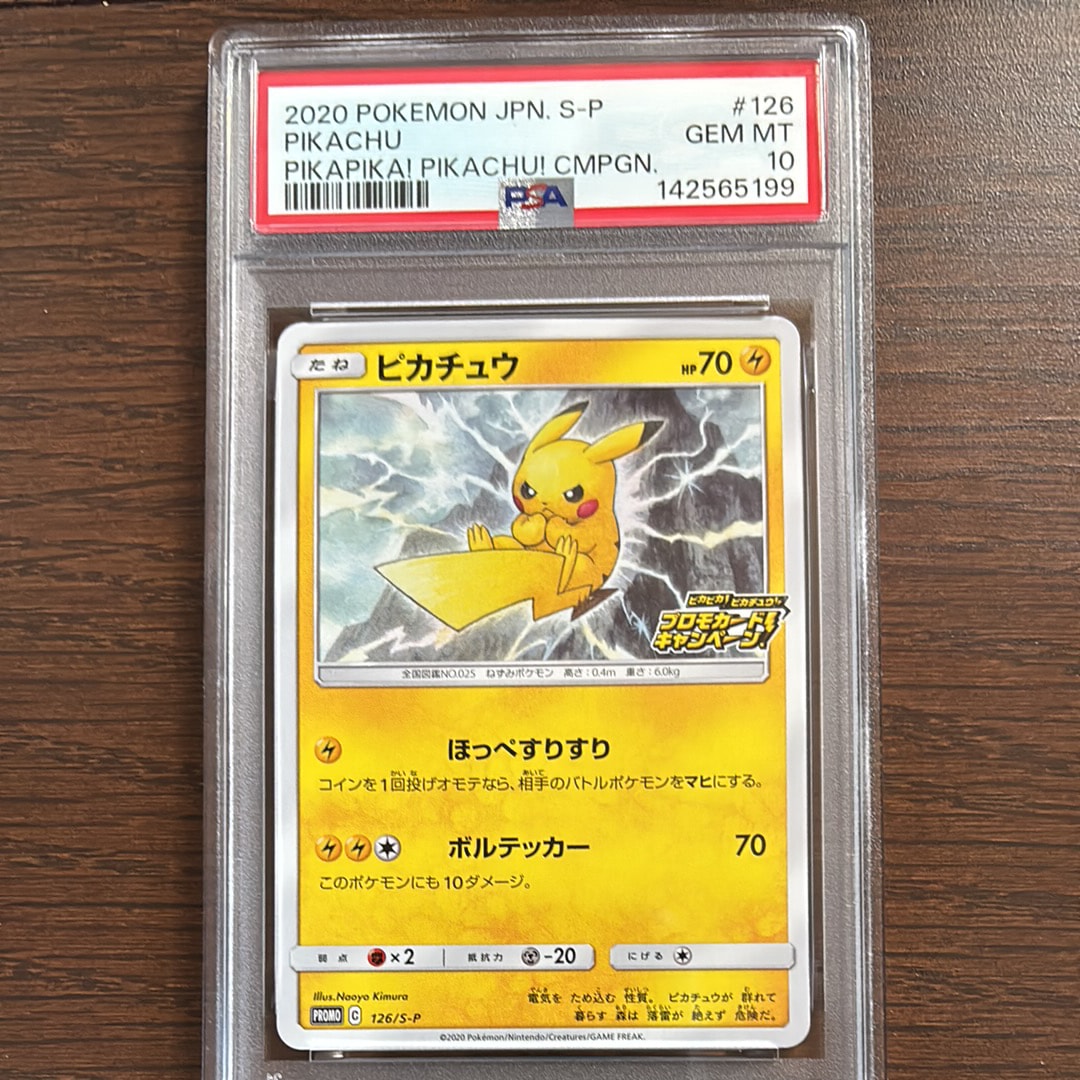 2020 POKEMON JPN. S-P #126
PIKACHU GEM MT
PIKAPIKA! PIKACHU! CMPGN. 10
PSA 142565199
たね ピカチュウ HP70
ピカピカ!ピカチュウ!
プロモカード
キャンペーン!
全国図鑑NO.025 ねずみポケモン 高さ:0.4m 重さ:6.0kg
ほっぺすりすり
コインを1回投げオモテなら、相手のバトルポケモンをマヒにする。
ボルテッカー 70
このポケモンにも10ダメージ。
弱点 ×2 抵抗力 -20 にげる
Illus.Naoyo Kimura
電気を ため込む 性質。 ピカチュウが 群れて
暮らす 森は 落雷が 絶えず 危険だ。
PROMO C 126/S-P
©2020 Pokémon/Nintendo/Creatures/GAME FREAK.